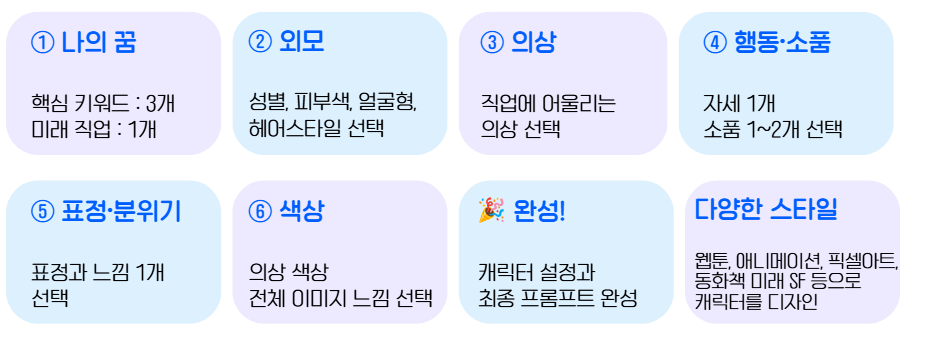 ① 나의 꿈
핵심 키워드 : 3개
미래 직업 : 1개
② 외모
성별, 피부색, 얼굴형,
헤어스타일 선택
③ 의상
직업에 어울리는
의상 선택
④ 행동·소품
자세 1개
소품 1~2개 선택
⑤ 표정·분위기
표정과 느낌 1개
선택
⑥ 색상
의상 색상
전체 이미지 느낌 선택
🎉 완성!
캐릭터 설정과
최종 프롬프트 완성
다양한 스타일
웹툰, 애니메이션, 픽셀아트,
동화책 미래 SF 등으로
캐릭터를 디자인